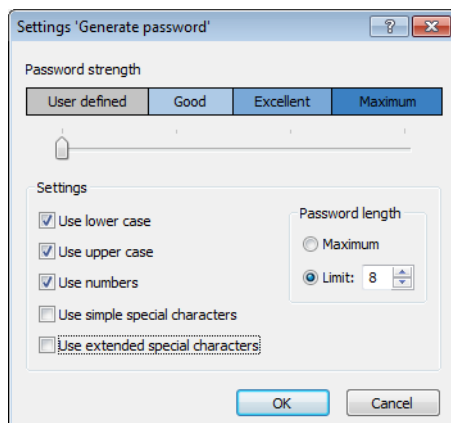 Settings 'Generate password'
Password strength
User defined Good Excellent Maximum
Settings
Use lower case
Use upper case
Use numbers
Use simple special characters
Use extended special characters
Password length
Maximum
Limit: 8
OK Cancel